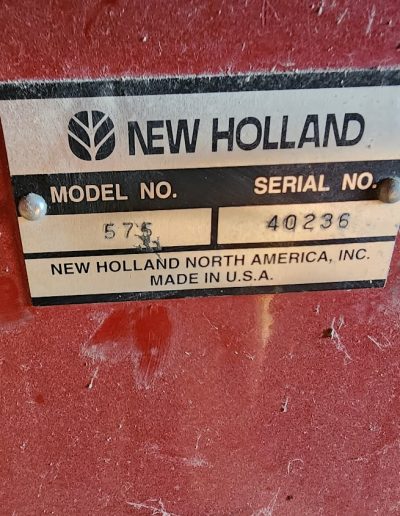 NEW HOLLAND
MODEL NO. SERIAL NO.
575 40236
NEW HOLLAND NORTH AMERICA, INC.
MADE IN U.S.A.